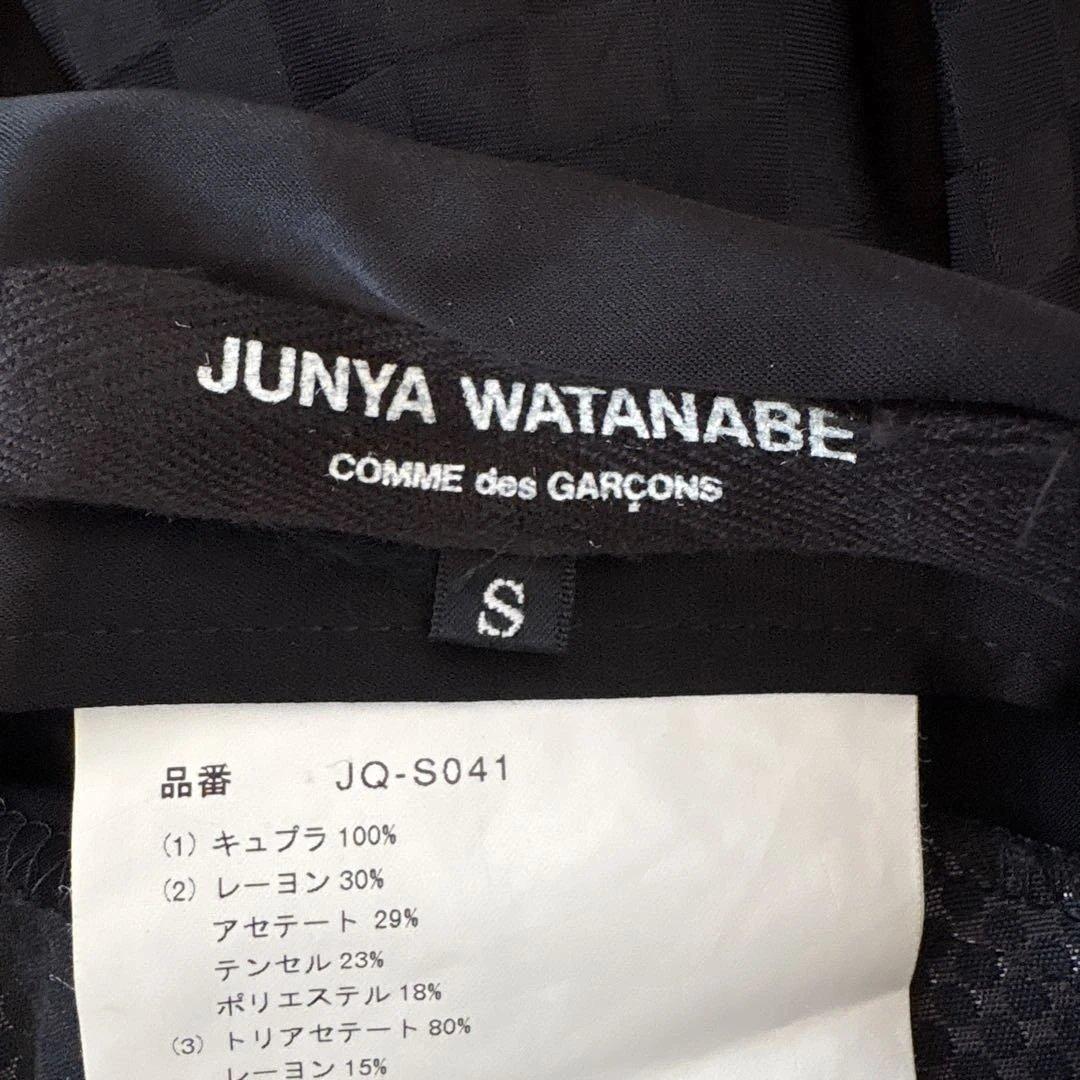 JUNYA WATANABE
COMME des GARÇONS
S
品番 JQ-S041
(1) キュプラ 100%
(2) レーヨン 30%
アセテート 29%
テンセル 23%
ポリエステル 18%
(3) トリアセテート 80%
レーヨン 15%